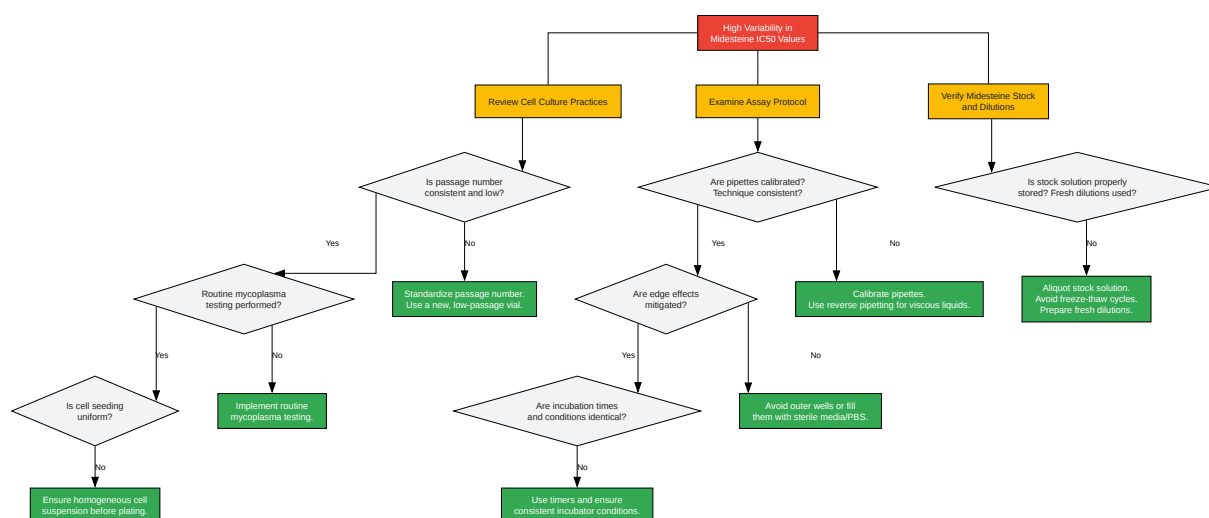 High Variability in
Midesteine IC50 Values
Review Cell Culture Practices
Examine Assay Protocol
Verify Midesteine Stock
and Dilutions
Is passage number
consistent and low?
Are pipettes calibrated?
Technique consistent?
Is stock solution properly
stored? Fresh dilutions used?
Yes
No
Yes
No
No
Routine mycoplasma
testing performed?
Standardize passage number.
Use a new, low-passage vial.
Are edge effects
mitigated?
Calibrate pipettes.
Use reverse pipetting for viscous liquids.
Aliquot stock solution.
Avoid freeze-thaw cycles.
Prepare fresh dilutions.
Yes
No
Yes
No
Is cell seeding
uniform?
Implement routine
mycoplasma testing.
Are incubation times
and conditions identical?
Avoid outer wells or fill
them with sterile media/PBS.
No
No
Ensure homogeneous cell
suspension before plating.
Use timers and ensure
consistent incubator conditions.